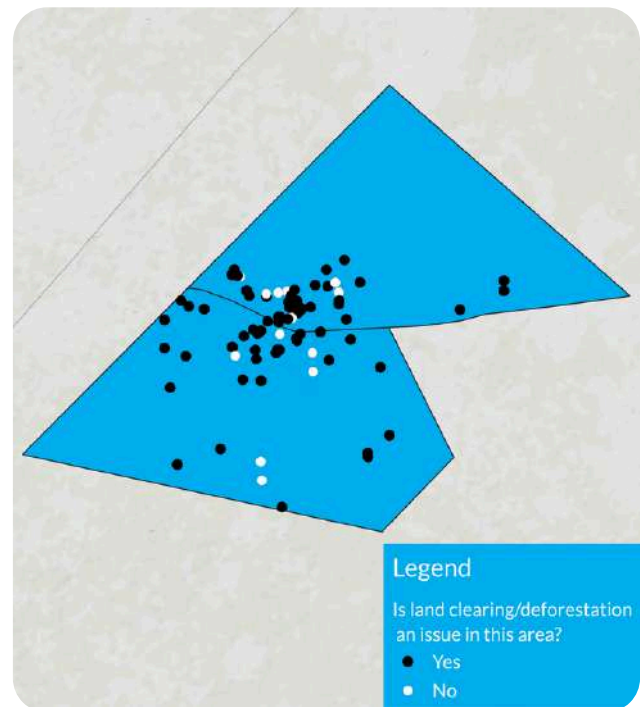 Legend
Is land clearing/deforestation
an issue in this area?
Yes
No